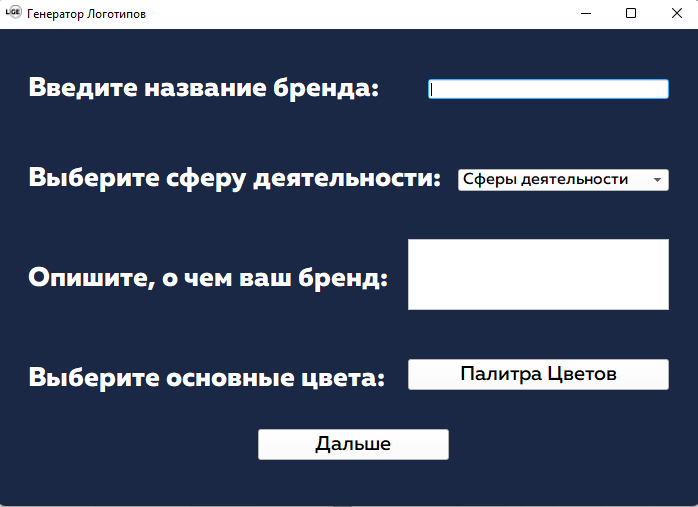 LGE Генератор Логотипов
Введите название бренда:
Выберите сферу деятельности: Сферы деятельности
Опишите, о чем ваш бренд:
Выберите основные цвета: Палитра Цветов
Дальше